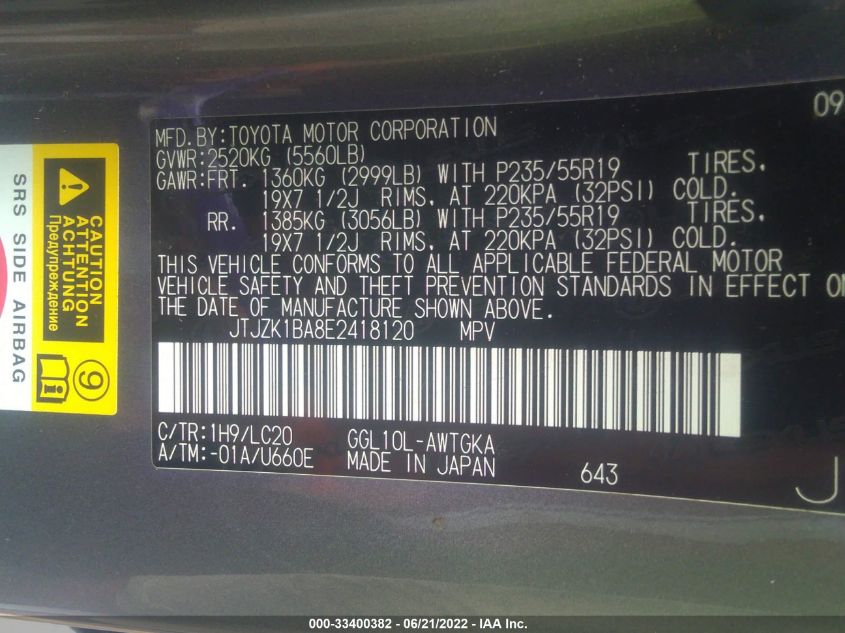 09
MFD.BY:TOYOTA MOTOR CORPORATION
GVWR:2520KG (5560LB)
GAWR:FRT. 1360KG (2999LB) WITH P235/55R19 TIRES.
19X7 1/2J RIMS, AT 220KPA (32PSI) COLD.
RR. 1385KG (3056LB) WITH P235/55R19 TIRES,
19X7 1/2J RIMS, AT 220KPA (32PSI) COLD.
THIS VEHICLE CONFORMS TO ALL APPLICABLE FEDERAL MOTOR
VEHICLE SAFETY AND THEFT PREVENTION STANDARDS IN EFFECT O
THE DATE OF MANUFACTURE SHOWN ABOVE.
JTJZK1BA8E2418120 MPV
C/TR:1H9/LC20 GGL10L-AWTGKA
A/TM:-01A/U660E MADE IN JAPAN 643
J
SRS SIDE AIRBAG
CAUTION
ATTENTION
ACHTUNG
Предупреждение
9
000-33400382 - 06/21/2022 - IAA Inc.